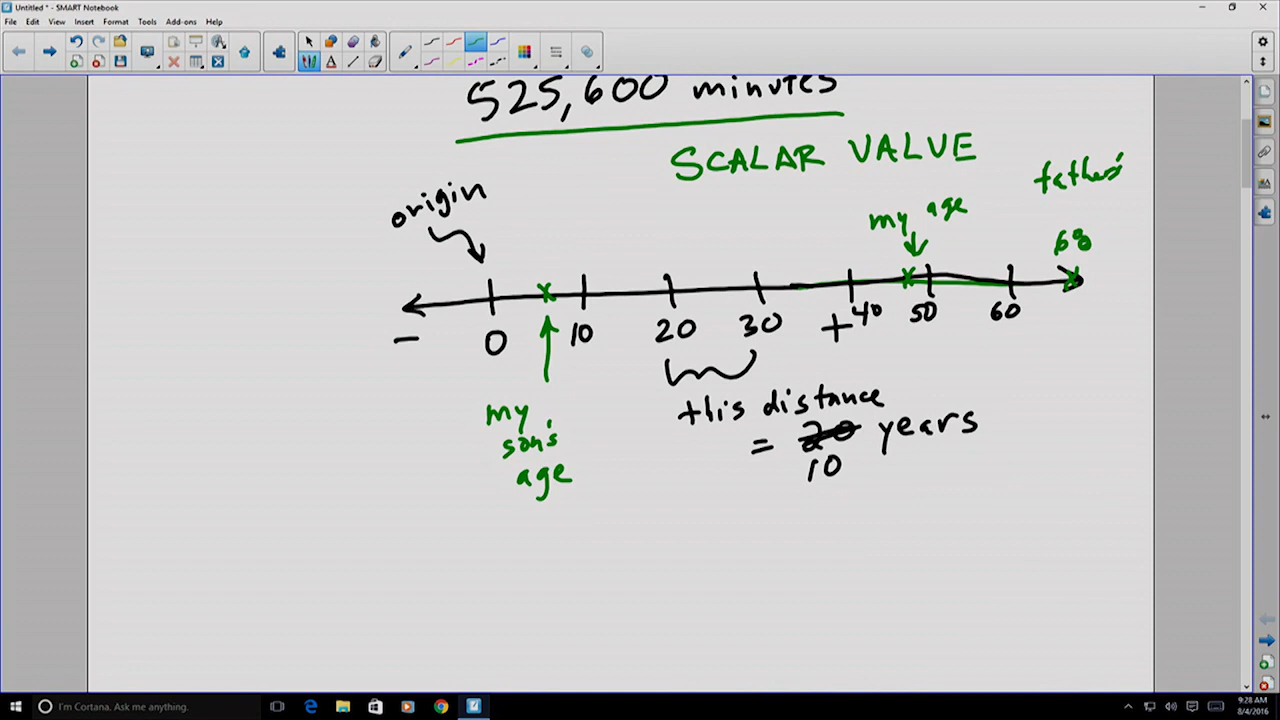 Untitled * - SMART Notebook
File Edit View Insert Format Tools Add-ons Help
525,600 minutes
SCALAR VALUE
father's
origin
my age
68
0 10 20 30 +40 50 60
my
son's
age
this distance
= 20 years
10
I'm Cortana. Ask me anything.
9:28 AM
8/4/2016